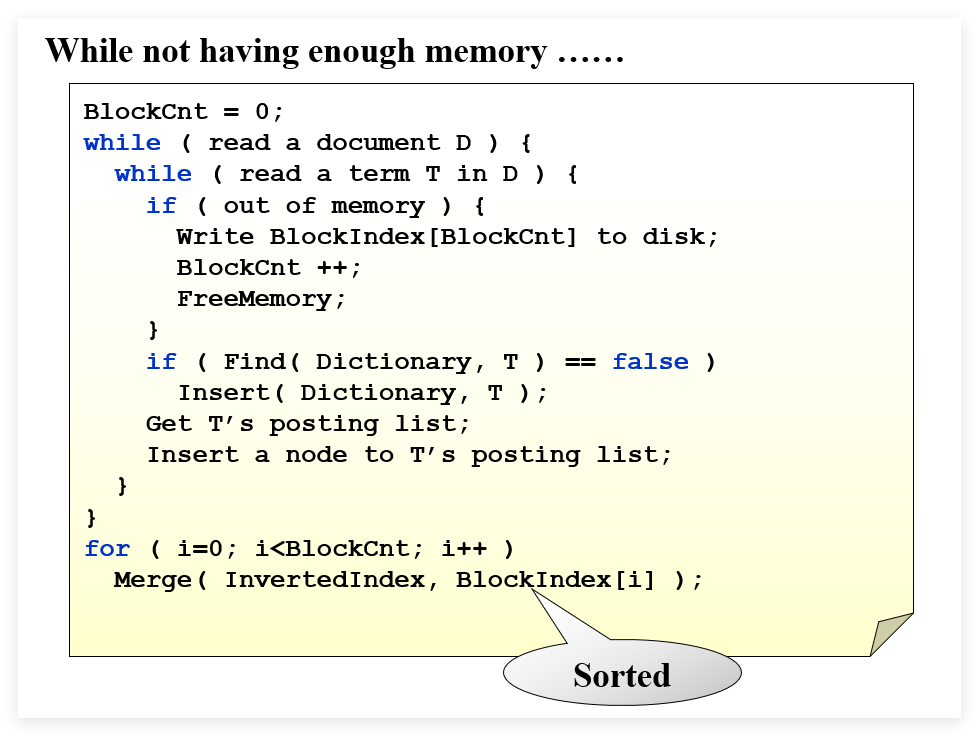 While not having enough memory ……
BlockCnt = 0;
while ( read a document D ) {
  while ( read a term T in D ) {
    if ( out of memory ) {
      Write BlockIndex[BlockCnt] to disk;
      BlockCnt ++;
      FreeMemory;
    }
    if ( Find( Dictionary, T ) == false )
      Insert( Dictionary, T );
    Get T’s posting list;
    Insert a node to T’s posting list;
  }
}
for ( i=0; i<BlockCnt; i++ )
  Merge( InvertedIndex, BlockIndex[i] );
Sorted